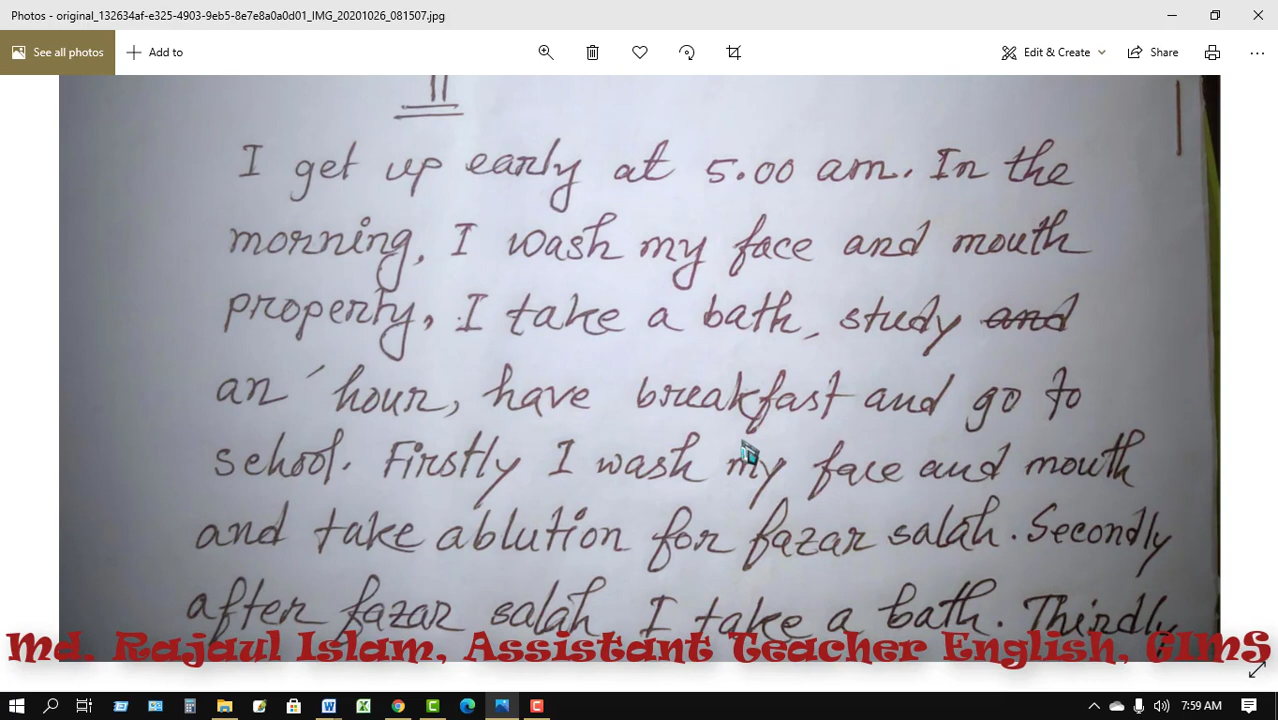 Photos - original_132634af-e325-4903-9eb5-8e7e8a0a0d01_IMG_20201026_081507.jpg
See all photos
Add to
Edit & Create
Share
I get up early at 5.00 am. In the
morning, I wash my face and mouth
property, I take a bath, study and
an hour, have breakfast and go to
school. Firstly I wash my face and mouth
and take ablution for fazar salah. Secondly
after fazar salah I take a bath. Thirdly
Md. Rajaul Islam, Assistant Teacher English, GIMS
7:59 AM